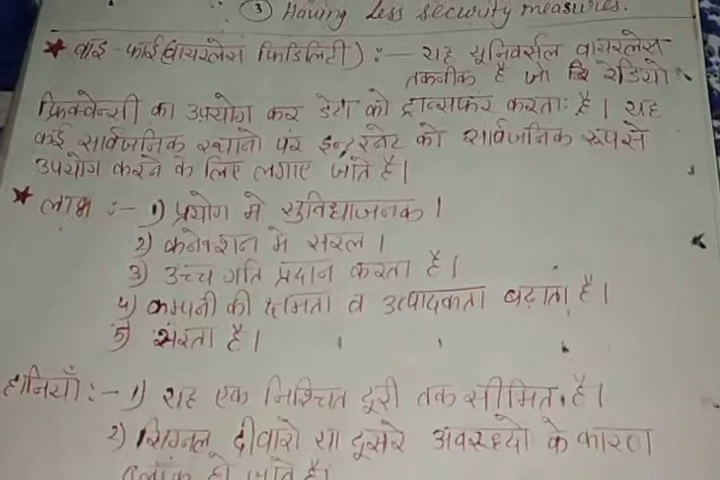 ③ Having less security measures.
★ वाई-फाई (वायरलेस फिडिलिटी) :- यह यूनिवर्सल वायरलेस
तकनीक है जो कि रेडियो
फ्रिक्वेन्सी का उपयोग कर डेटा को ट्रान्सफर करता है। यह
कई सार्वजनिक स्थानो पर इन्टरनेट को सार्वजनिक रूपसे
उपयोग करने के लिए लगाए जाते है।
★ लाभ :- 1) प्रयोग मे सुविधाजनक।
2) कनेक्शन मे सरल।
3) उच्च गति प्रदान करता है।
4) कम्पनी की क्षमता व उत्पादकता बढ़ाता है।
5) सस्ता है।
हानियाँ :- 1) यह एक निश्चित दूरी तक सीमित है।
2) सिग्नल दीवारो या दूसरे अवरध्यो के कारण
ब्लॉक हो जाते है।